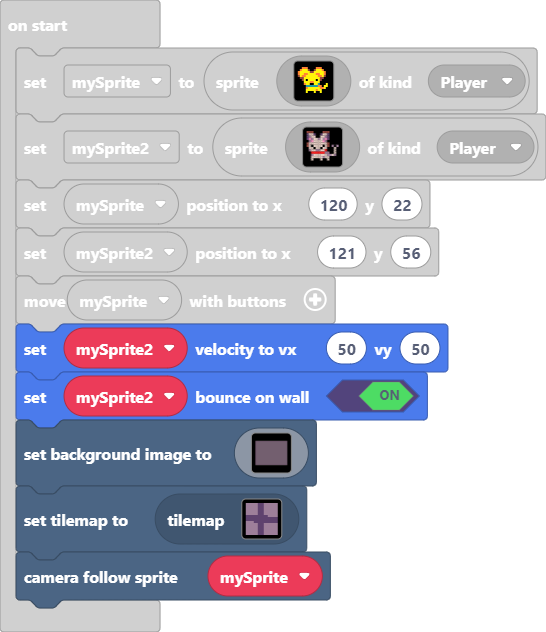 on start
set mySprite to sprite of kind Player
set mySprite2 to sprite of kind Player
set mySprite position to x 120 y 22
set mySprite2 position to x 121 y 56
move mySprite with buttons
set mySprite2 velocity to vx 50 vy 50
set mySprite2 bounce on wall ON
set background image to
set tilemap to tilemap
camera follow sprite mySprite